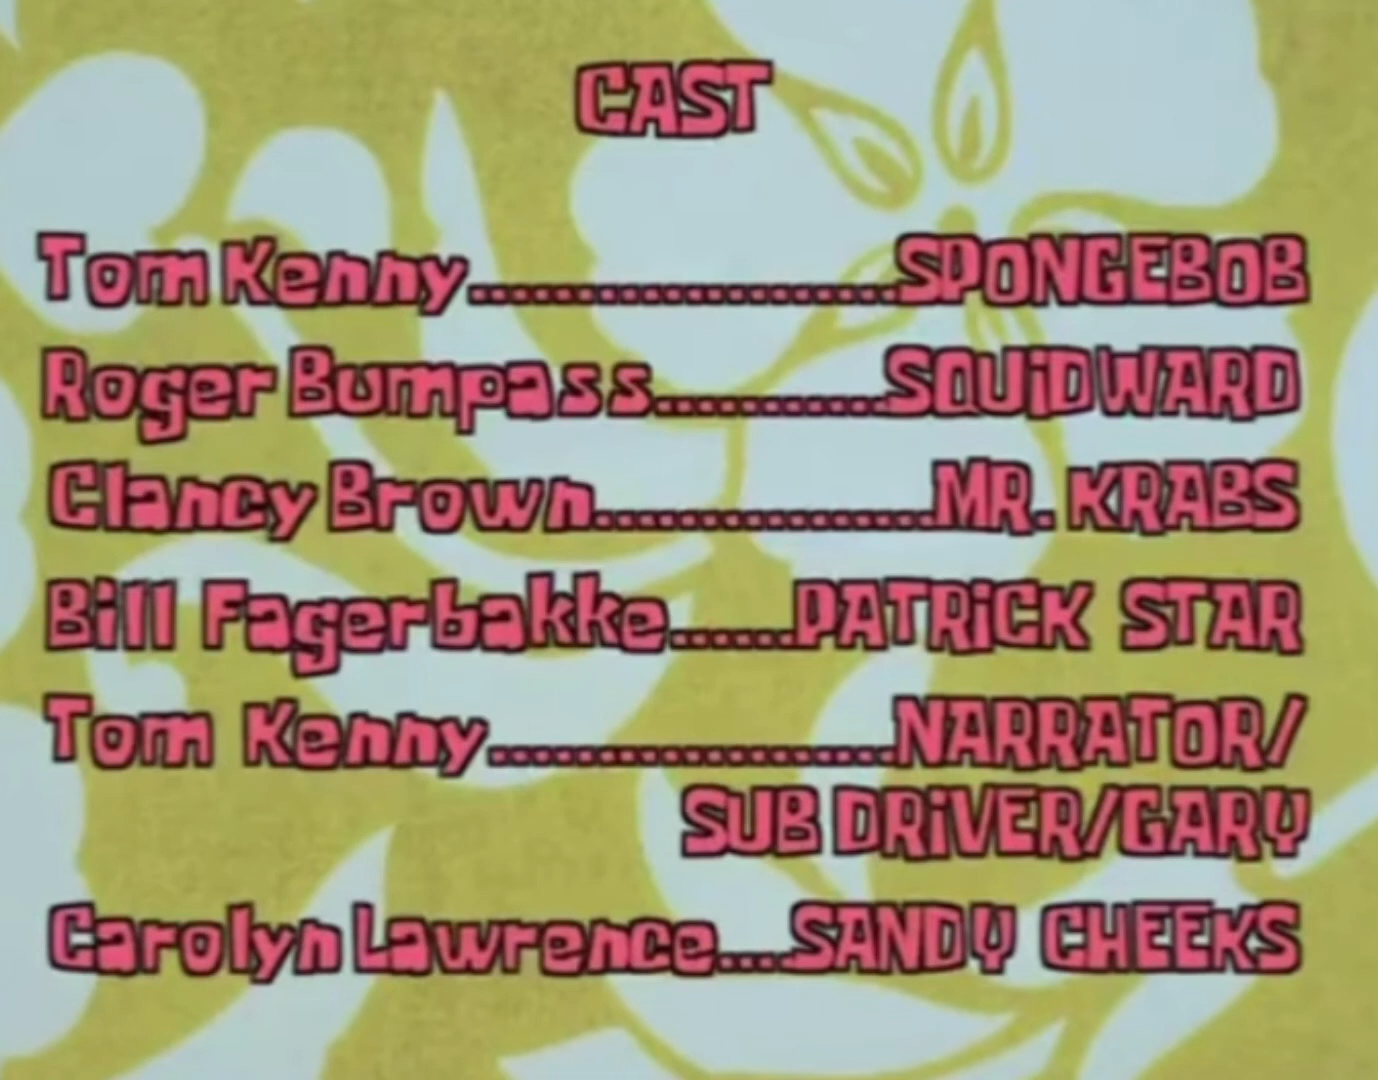 CAST
Tom Kenny......................SPONGEBOB
Roger Bumpass............SQUiDWARD
Clancy Brown..................MR. KRABS
Bill Fagerbakke......PATRiCK STAR
Tom Kenny.....................NARRATOR/
SUB DRiVER/GARY
Carolyn Lawrence....SANDY CHEEKS